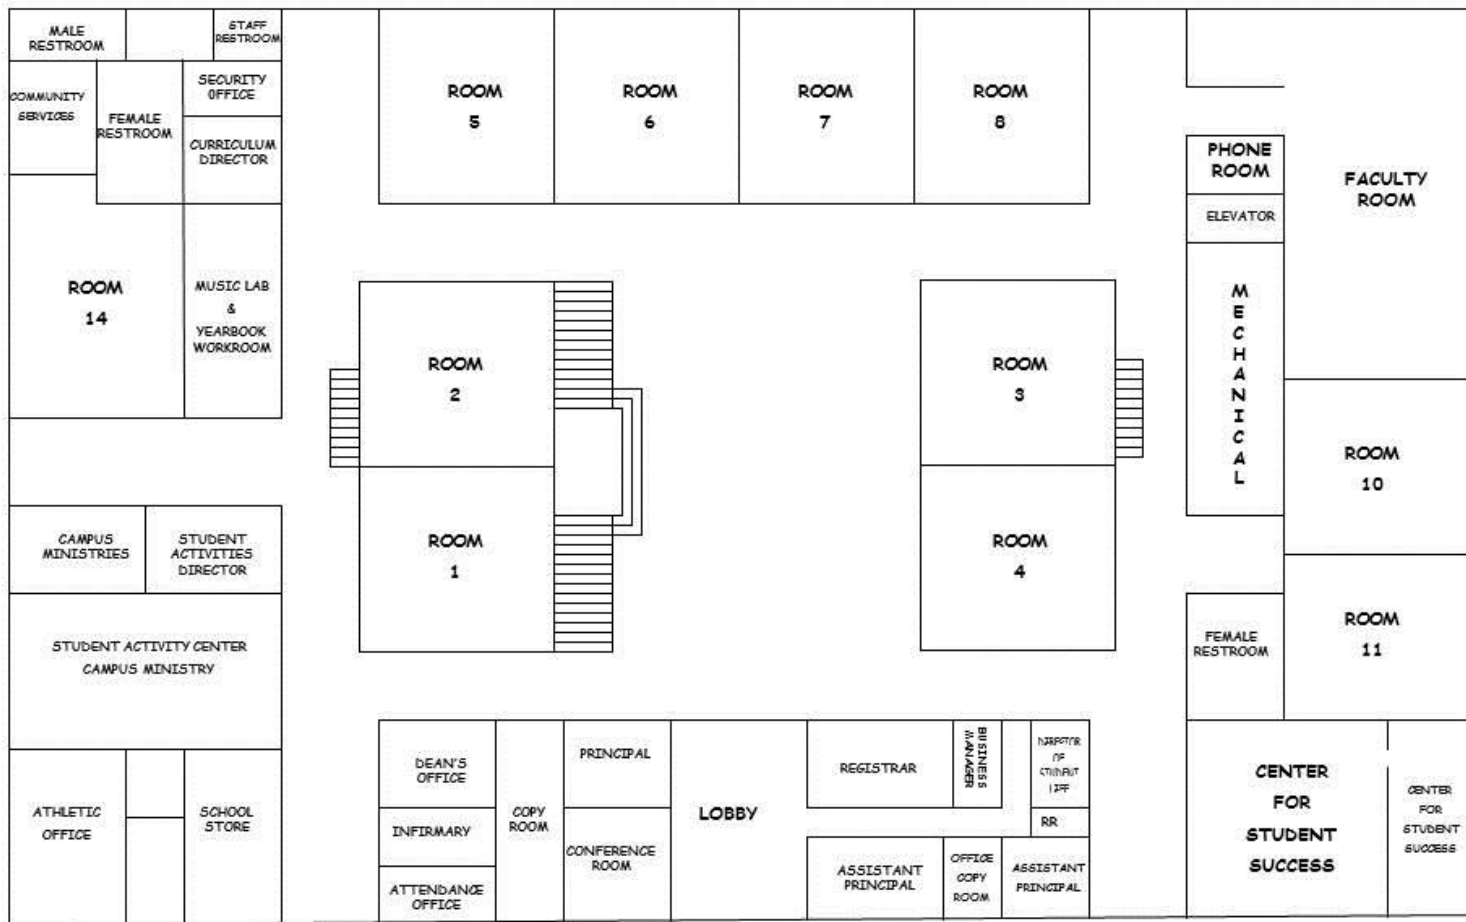 MALE
RESTROOM
STAFF
RESTROOM
COMMUNITY
SERVICES
FEMALE
RESTROOM
SECURITY
OFFICE
CURRICULUM
DIRECTOR
ROOM
5
ROOM
6
ROOM
7
ROOM
8
PHONE
ROOM
ELEVATOR
FACULTY
ROOM
ROOM
14
MUSIC LAB
&
YEARBOOK
WORKROOM
ROOM
2
ROOM
3
MECHANICAL
ROOM
10
CAMPUS
MINISTRIES
STUDENT
ACTIVITIES
DIRECTOR
ROOM
1
ROOM
4
STUDENT ACTIVITY CENTER
CAMPUS MINISTRY
FEMALE
RESTROOM
ROOM
11
ATHLETIC
OFFICE
SCHOOL
STORE
DEAN'S
OFFICE
INFIRMARY
ATTENDANCE
OFFICE
COPY
ROOM
PRINCIPAL
CONFERENCE
ROOM
LOBBY
REGISTRAR
BUSINESS
MANAGER
DIRECTOR
OF
STUDENT
LIFE
RR
ASSISTANT
PRINCIPAL
OFFICE
COPY
ROOM
ASSISTANT
PRINCIPAL
CENTER
FOR
STUDENT
SUCCESS
CENTER
FOR
STUDENT
SUCCESS